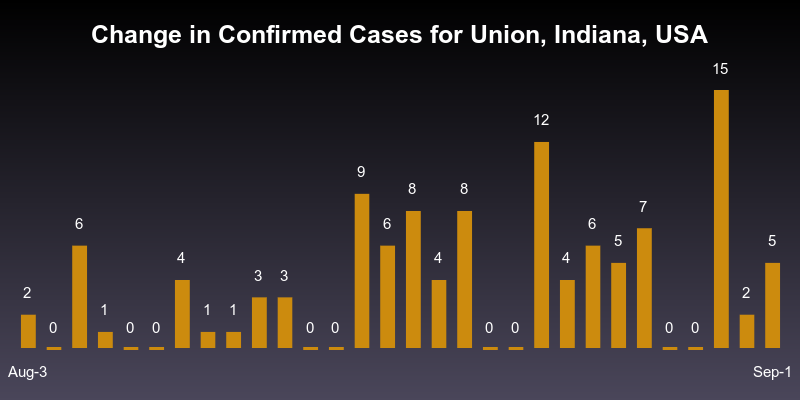 Change in Confirmed Cases for Union, Indiana, USA
2 0 6 1 0 0 4 1 1 3 3 0 0 9 6 8 4 8 0 0 12 4 6 5 7 0 0 15 2 5
Aug-3 Sep-1